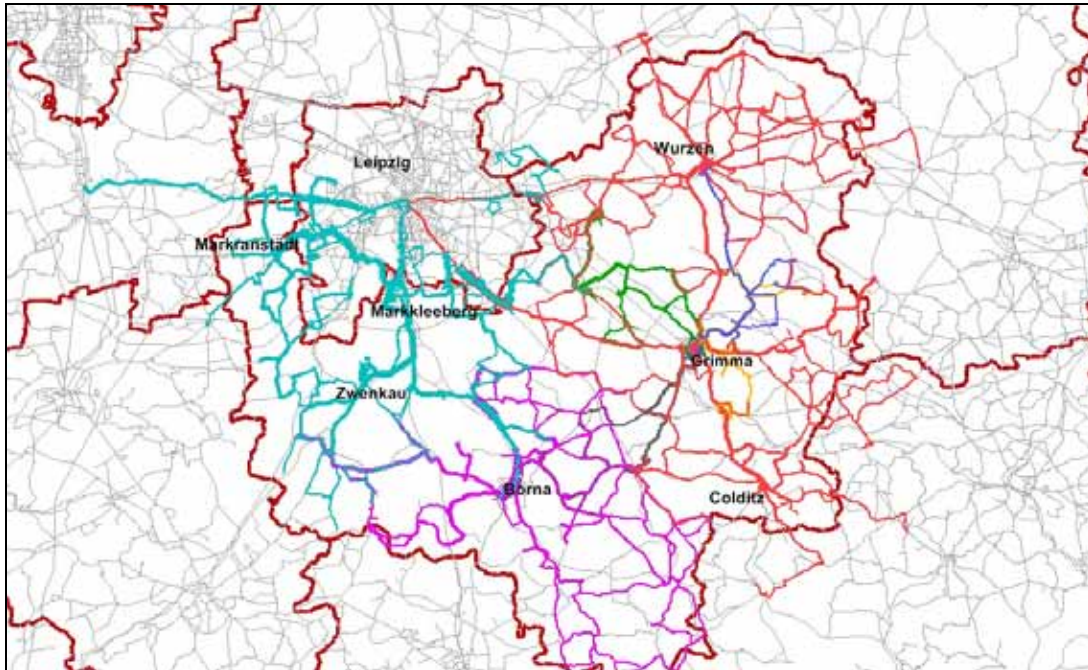 Wurzen
Leipzig
Markranstädt
Markkleeberg
Grimma
Zwenkau
Borna
Colditz